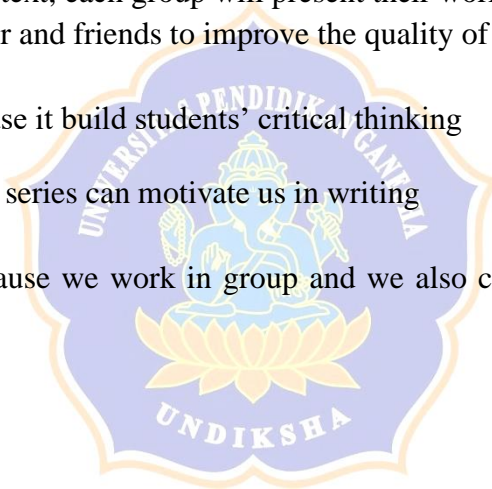 text, each group will present their wor
r and friends to improve the quality of
se it build students’ critical thinking
series can motivate us in writing
ause we work in group and we also c
UNIVERSITAS PENDIDIKAN GANESHA
UNDIKSHA